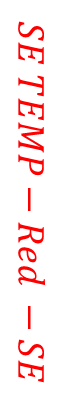 SE TEMP – Red – SE